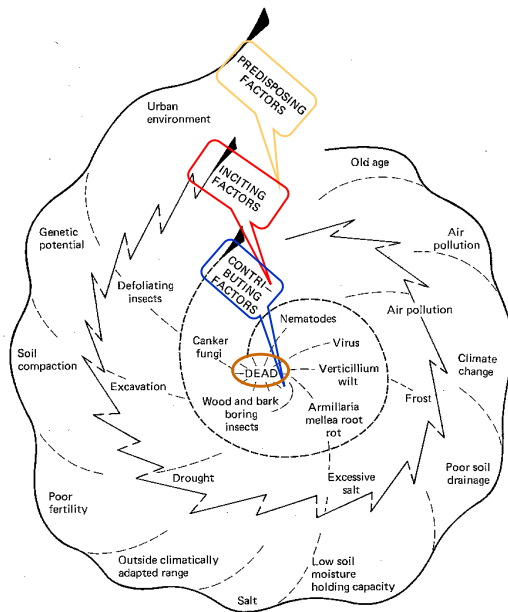 PREDISPOSING
FACTORS
Urban
environment
Old age
INCITING
FACTORS
Genetic
potential
Air
pollution
CONTRI-
BUTING
FACTORS
Defoliating
insects
Nematodes
Air pollution
Canker
fungi
Virus
Soil
compaction
DEAD
Verticillium
wilt
Climate
change
Excavation
Wood and bark
boring
insects
Armillaria
mellea root
rot
Frost
Drought
Excessive
salt
Poor soil
drainage
Poor
fertility
Outside climatically
adapted range
Salt
Low soil
moisture
holding capacity